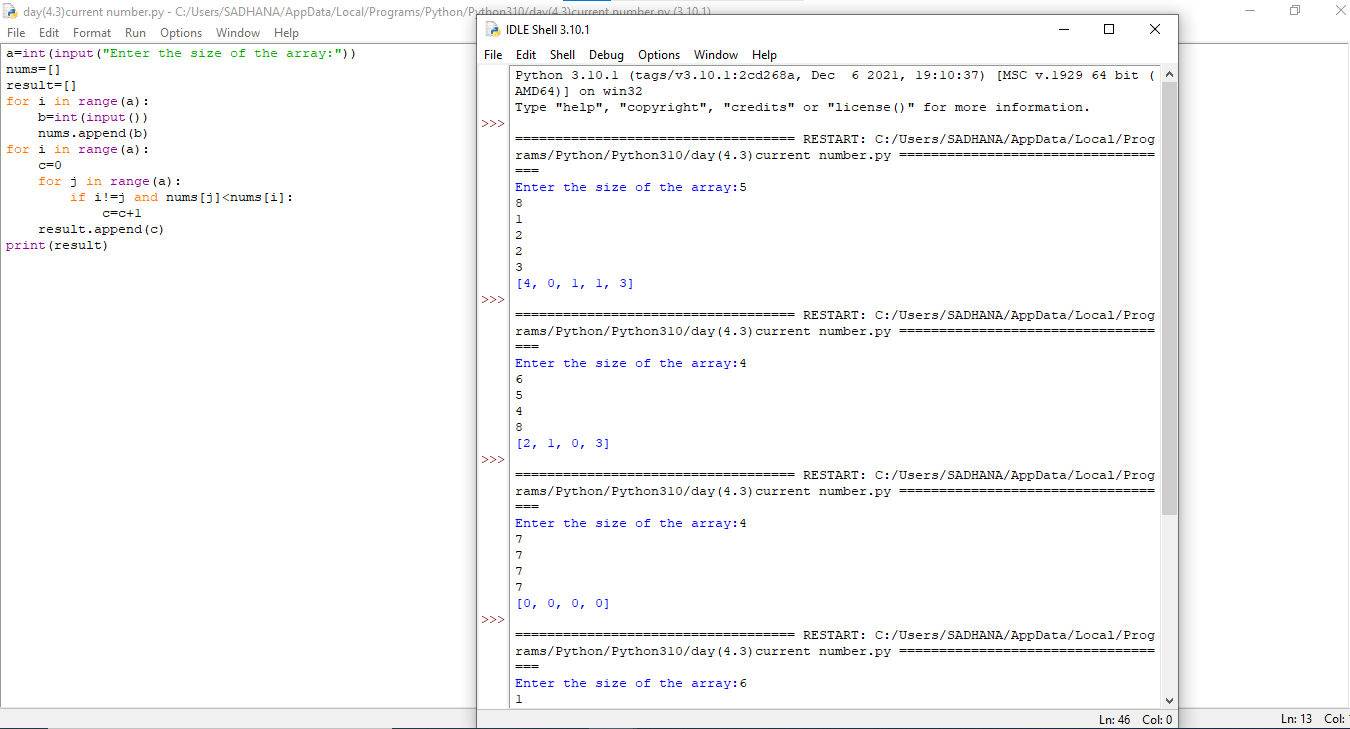 day(4.3)current number.py - C:/Users/SADHANA/AppData/Local/Programs/Python/Python310/day(4.3)current number.py (3.10.1)
File Edit Format Run Options Window Help
a=int(input("Enter the size of the array:"))
nums=[]
result=[]
for i in range(a):
    b=int(input())
    nums.append(b)
for i in range(a):
    c=0
    for j in range(a):
        if i!=j and nums[j]<nums[i]:
            c=c+1
    result.append(c)
print(result)
Ln: 13 Col:
IDLE Shell 3.10.1
File Edit Shell Debug Options Window Help
Python 3.10.1 (tags/v3.10.1:2cd268a, Dec  6 2021, 19:10:37) [MSC v.1929 64 bit (
AMD64)] on win32
Type "help", "copyright", "credits" or "license()" for more information.
>>>
=================================== RESTART: C:/Users/SADHANA/AppData/Local/Prog
rams/Python/Python310/day(4.3)current number.py ================================
===
Enter the size of the array:5
8
1
2
2
3
[4, 0, 1, 1, 3]
>>>
=================================== RESTART: C:/Users/SADHANA/AppData/Local/Prog
rams/Python/Python310/day(4.3)current number.py ================================
===
Enter the size of the array:4
6
5
4
8
[2, 1, 0, 3]
>>>
=================================== RESTART: C:/Users/SADHANA/AppData/Local/Prog
rams/Python/Python310/day(4.3)current number.py ================================
===
Enter the size of the array:4
7
7
7
7
[0, 0, 0, 0]
>>>
=================================== RESTART: C:/Users/SADHANA/AppData/Local/Prog
rams/Python/Python310/day(4.3)current number.py ================================
===
Enter the size of the array:6
1
Ln: 46 Col: 0